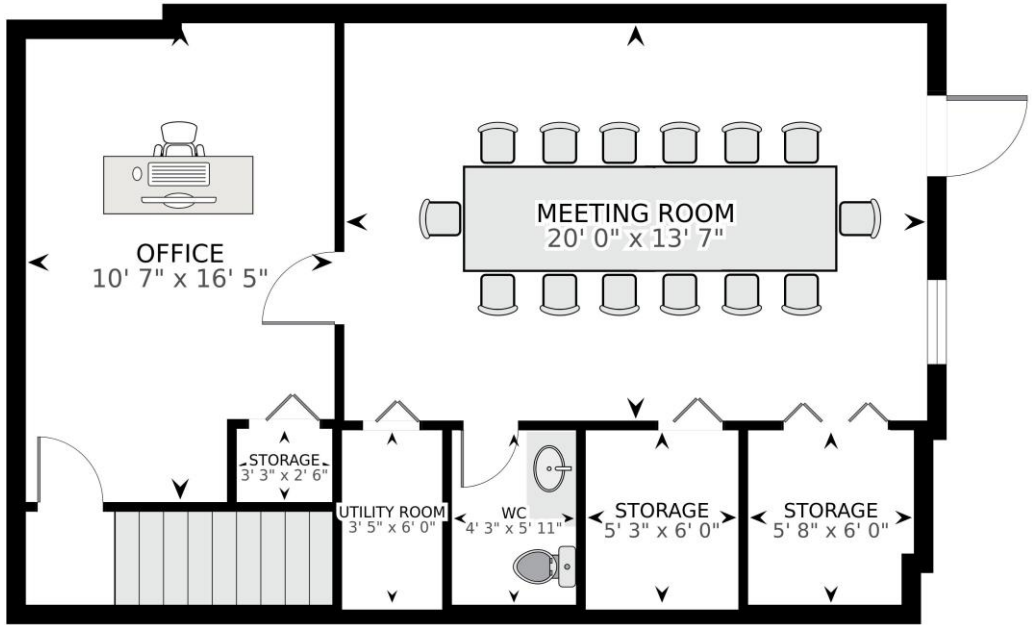 MEETING ROOM
20' 0" x 13' 7"
OFFICE
10' 7" x 16' 5"
STORAGE
3' 3" x 2' 6"
UTILITY ROOM
3' 5" x 6' 0"
WC
4' 3" x 5' 11"
STORAGE
5' 3" x 6' 0"
STORAGE
5' 8" x 6' 0"